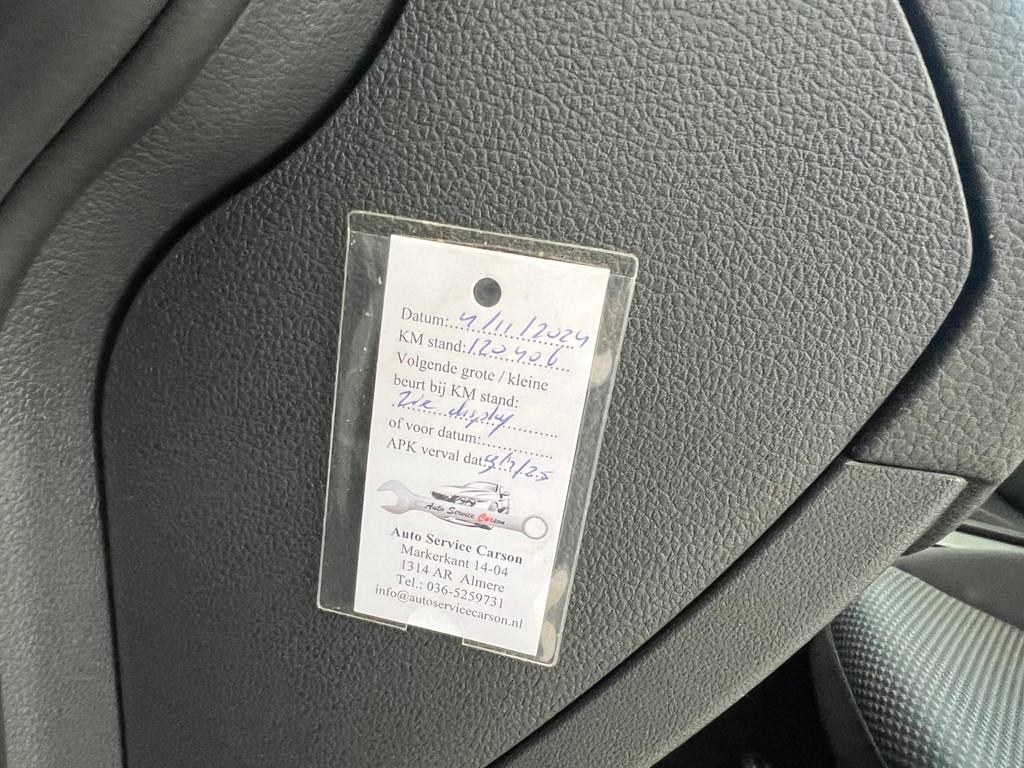 Datum: 4/11/2024
KM stand: 120.406
Volgende grote / kleine
beurt bij KM stand:
Zie display
of voor datum:
APK verval dat
Auto Service Carson
Auto Service Carson
Markerkant 14-04
1314 AR Almere
Tel.: 036-5259731
info@autoservicecarson.nl